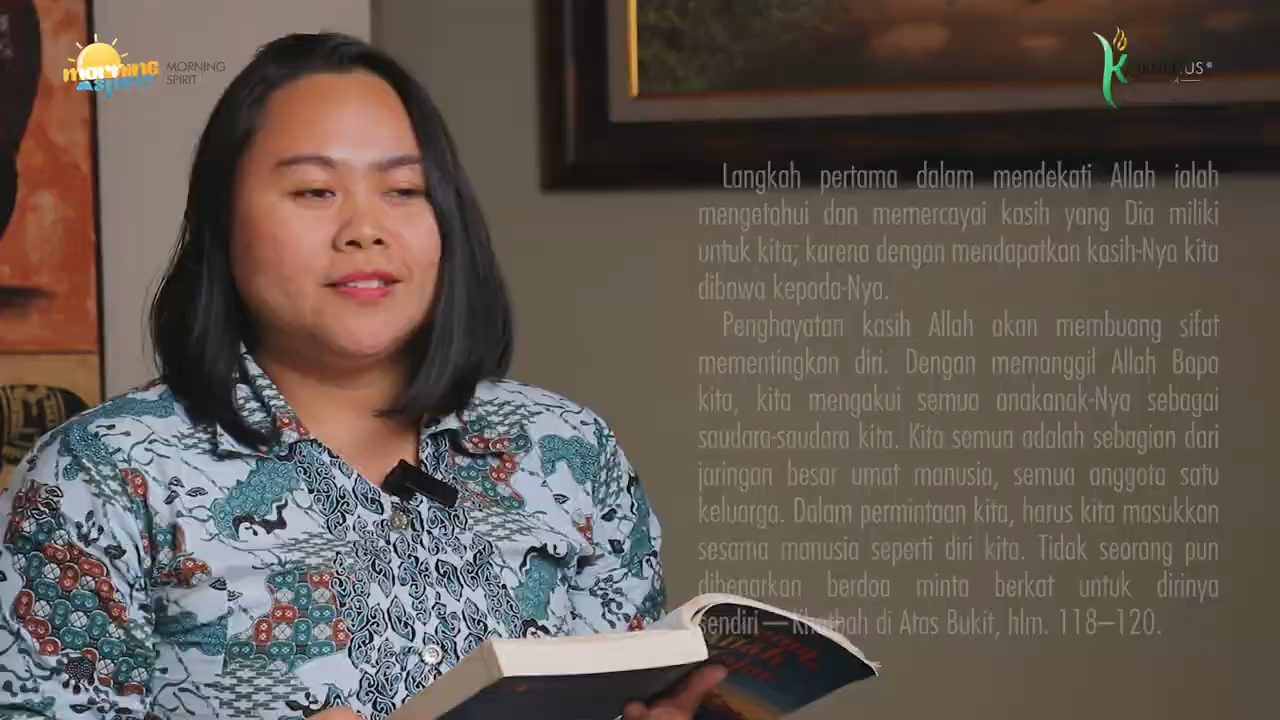 morning
spirit
MORNING
SPIRIT
Langkah pertama dalam mendekati Allah ialah
mengetahui dan memercayai kasih yang Dia miliki
untuk kita; karena dengan mendapatkan kasih-Nya kita
dibawa kepada-Nya.
Penghayatan kasih Allah akan membuang sifat
mementingkan diri. Dengan memanggil Allah Bapa
kita, kita mengakui semua anakanak-Nya sebagai
saudara-saudara kita. Kita semua adalah sebagian dari
jaringan besar umat manusia, semua anggota satu
keluarga. Dalam permintaan kita, harus kita masukkan
sesama manusia seperti diri kita. Tidak seorang pun
dibenarkan berdoa minta berkat untuk dirinya
sendiri —Khotbah di Atas Bukit, hlm. 118–120.